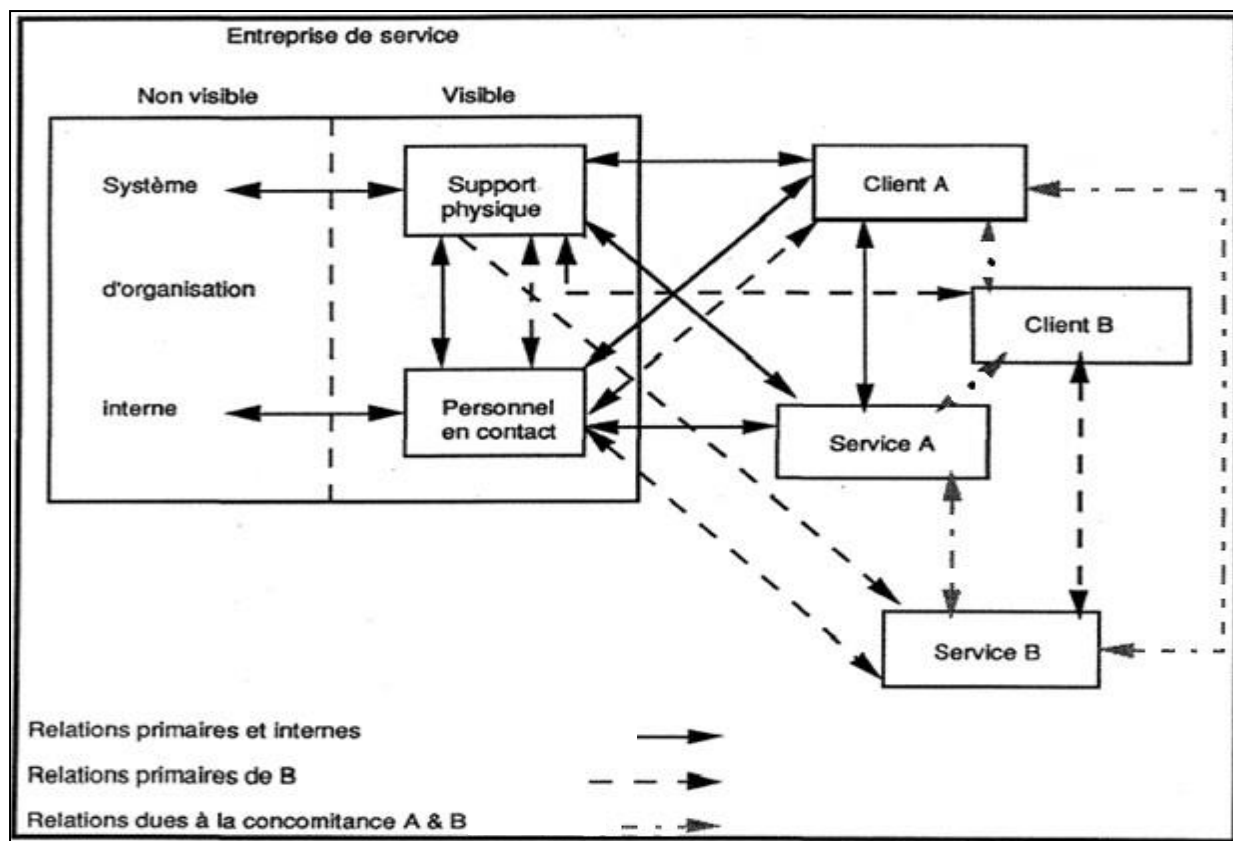 Entreprise de service
Non visible
Visible
Système
Support
physique
Client A
d'organisation
Client B
interne
Personnel
en contact
Service A
Service B
Relations primaires et internes
Relations primaires de B
Relations dues à la concomitance A & B